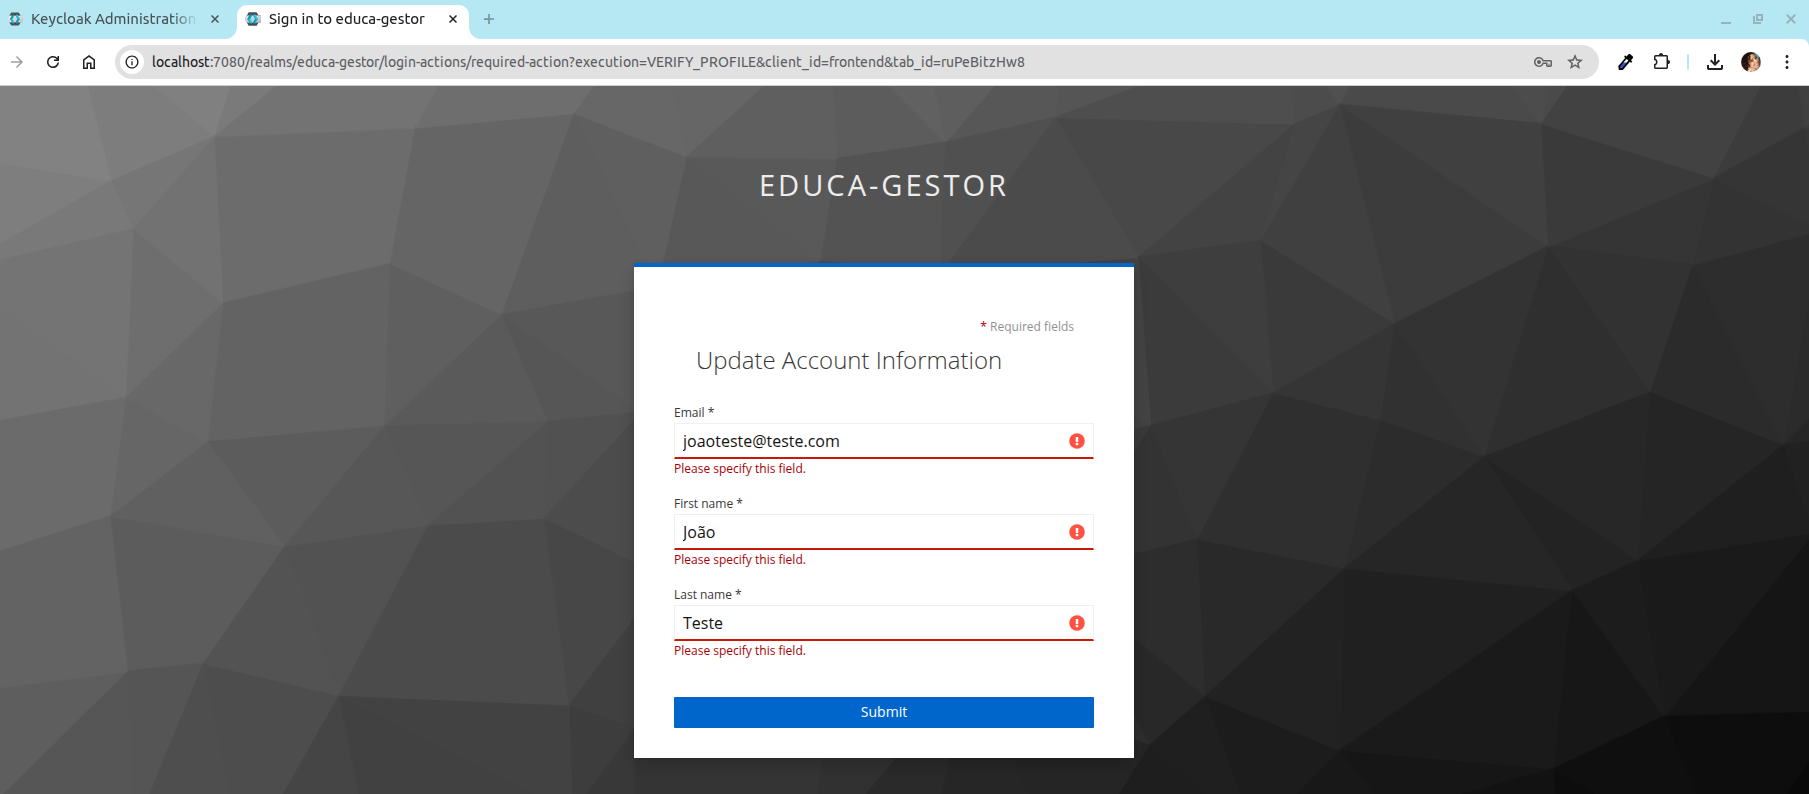 Keycloak Administration
Sign in to educa-gestor
localhost:7080/realms/educa-gestor/login-actions/required-action?execution=VERIFY_PROFILE&client_id=frontend&tab_id=ruPeBitzHw8
EDUCA-GESTOR
* Required fields
Update Account Information
Email *
joaoteste@teste.com
Please specify this field.
First name *
João
Please specify this field.
Last name *
Teste
Please specify this field.
Submit